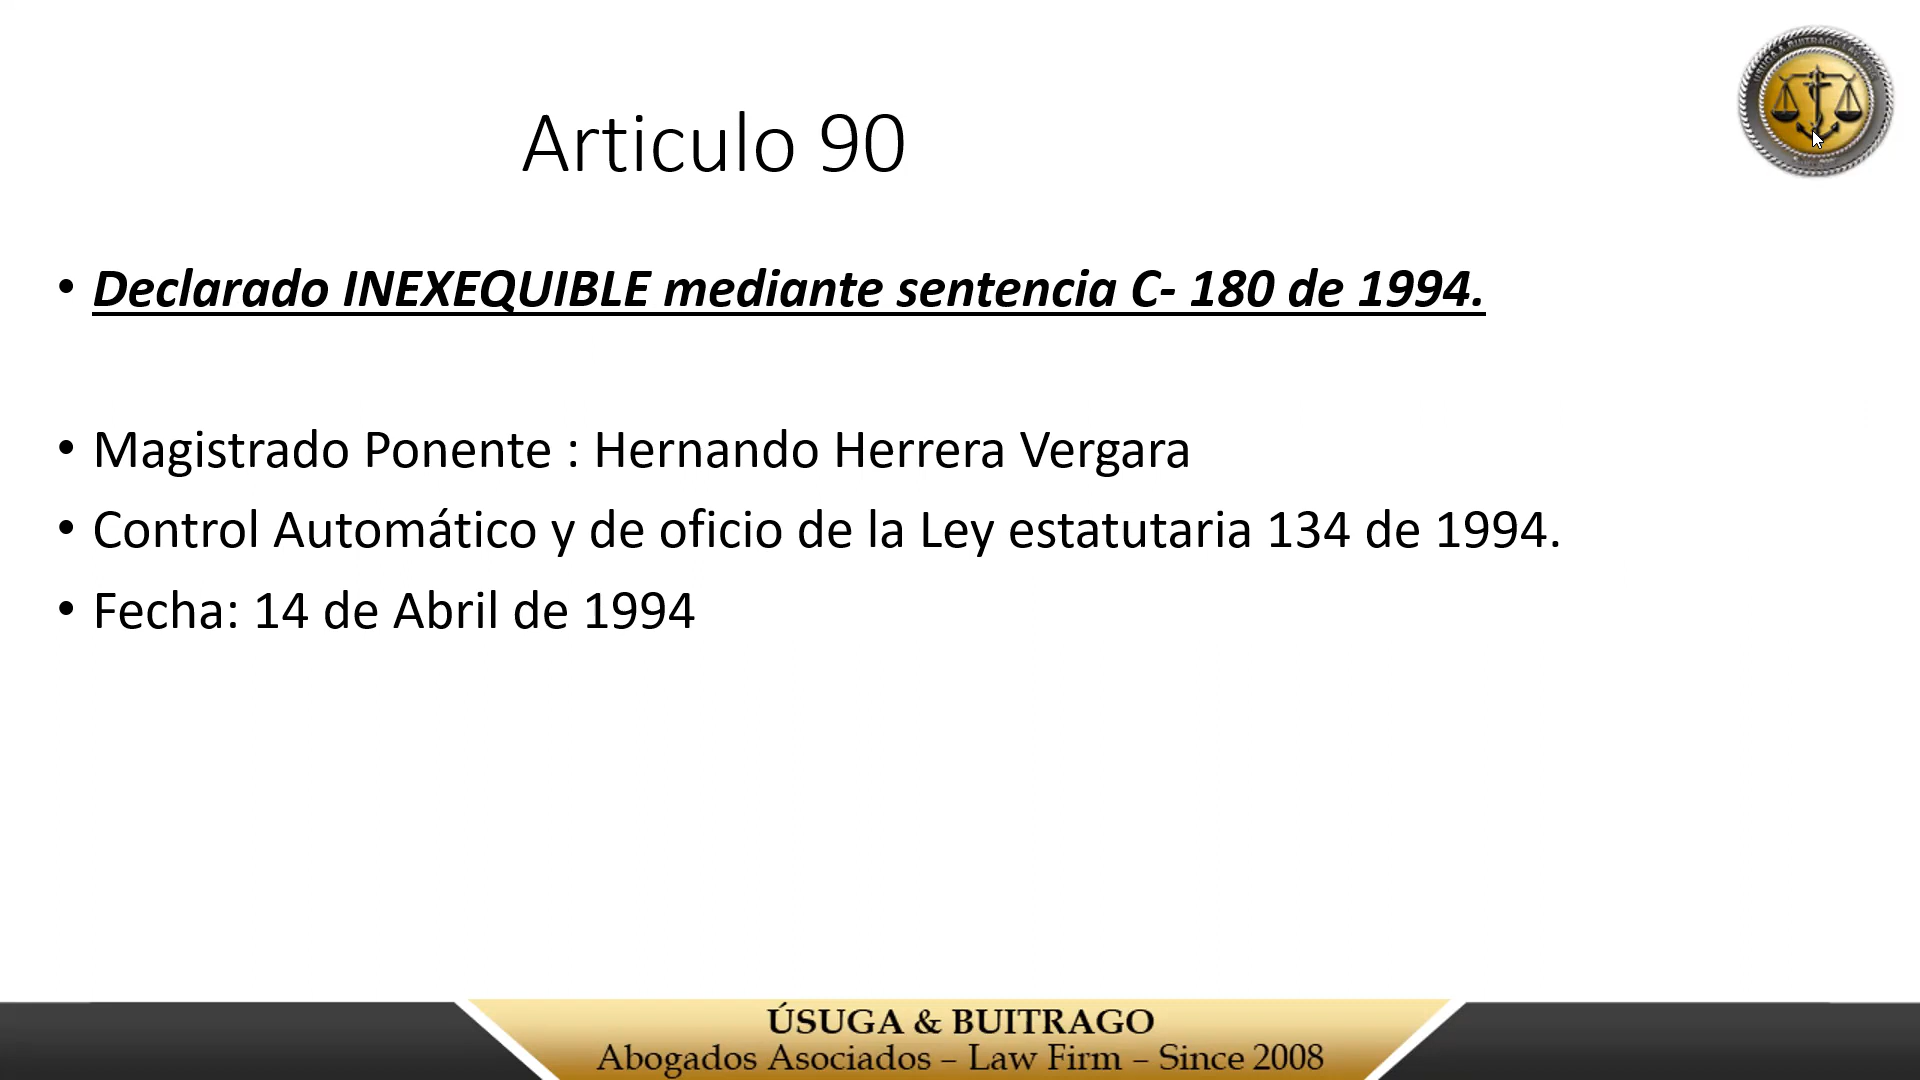 Articulo 90
• Declarado INEXEQUIBLE mediante sentencia C- 180 de 1994.
• Magistrado Ponente : Hernando Herrera Vergara
• Control Automático y de oficio de la Ley estatutaria 134 de 1994.
• Fecha: 14 de Abril de 1994
ÚSUGA & BUITRAGO
Abogados Asociados – Law Firm – Since 2008